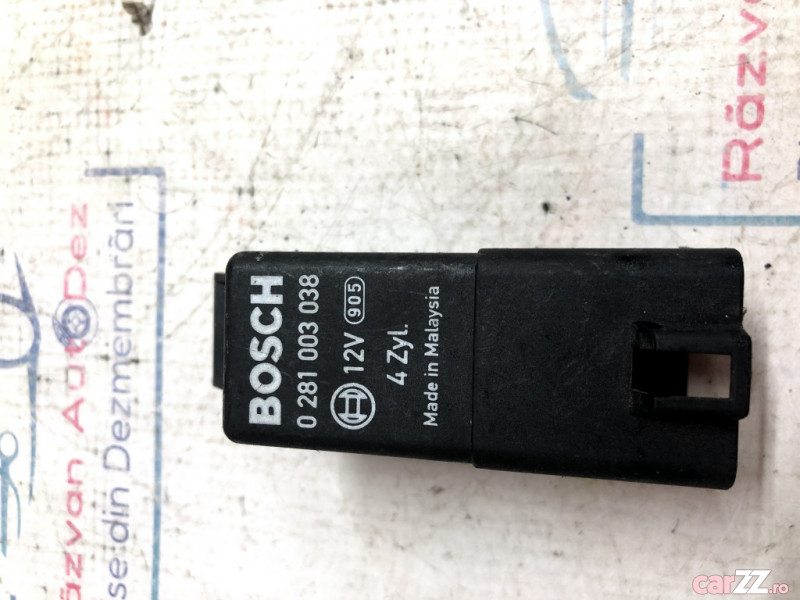 BOSCH
0 281 003 038
12V 905
4 Zyl.
Made in Malaysia
Răzvan AutoDez
se din Dezmembrări
Răzva
carZZ.ro